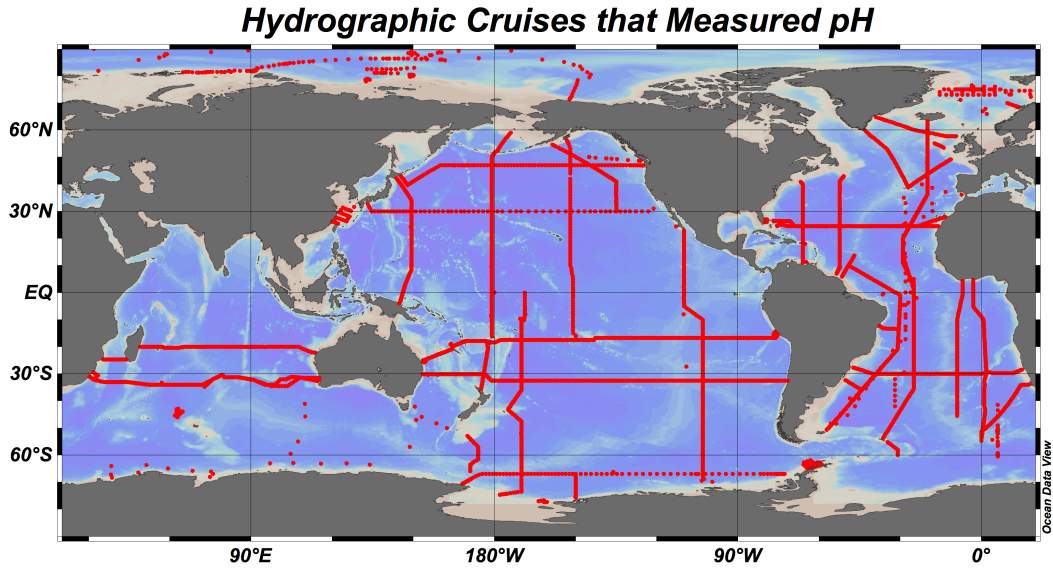 Hydrographic Cruises that Measured pH
60°N
30°N
EQ
30°S
60°S
90°E
180°W
90°W
0°
Ocean Data View